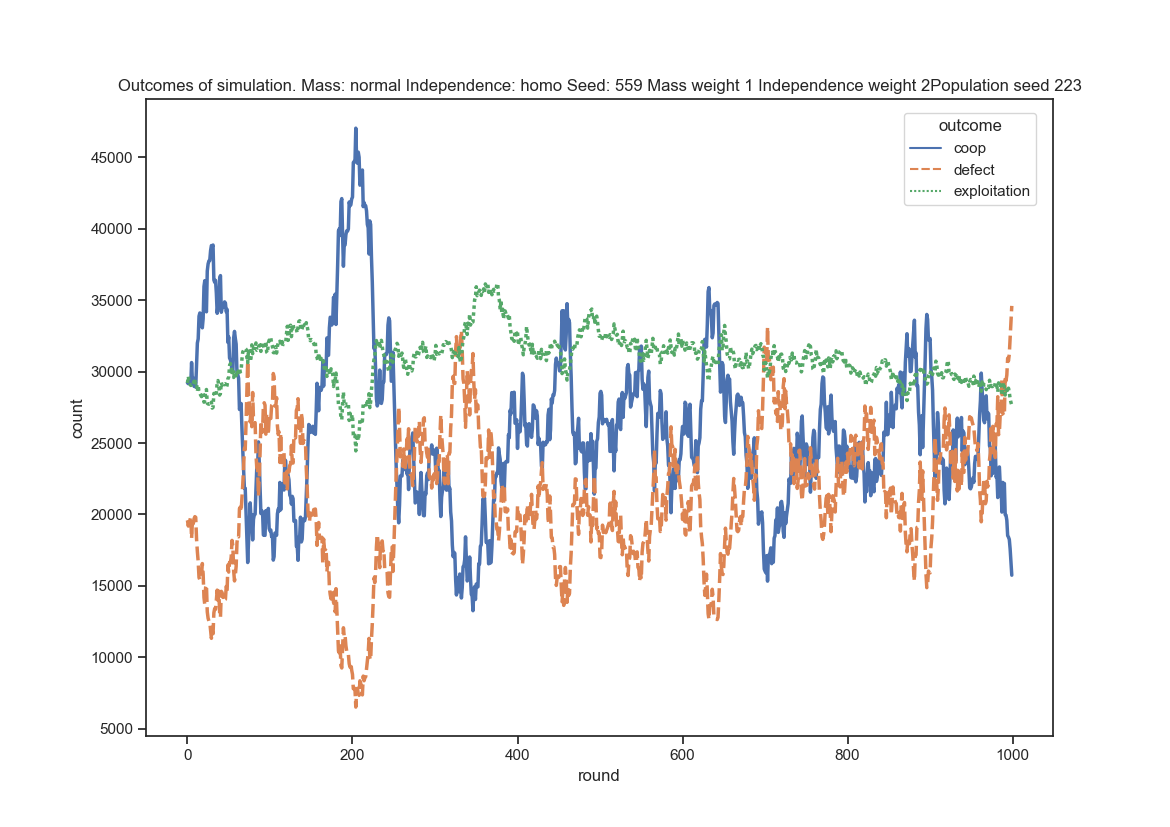 Outcomes of simulation. Mass: normal Independence: homo Seed: 559 Mass weight 1 Independence weight 2Population seed 223
outcome
coop
defect
exploitation
45000
40000
35000
30000
25000
20000
15000
10000
5000
count
0 200 400 600 800 1000
round